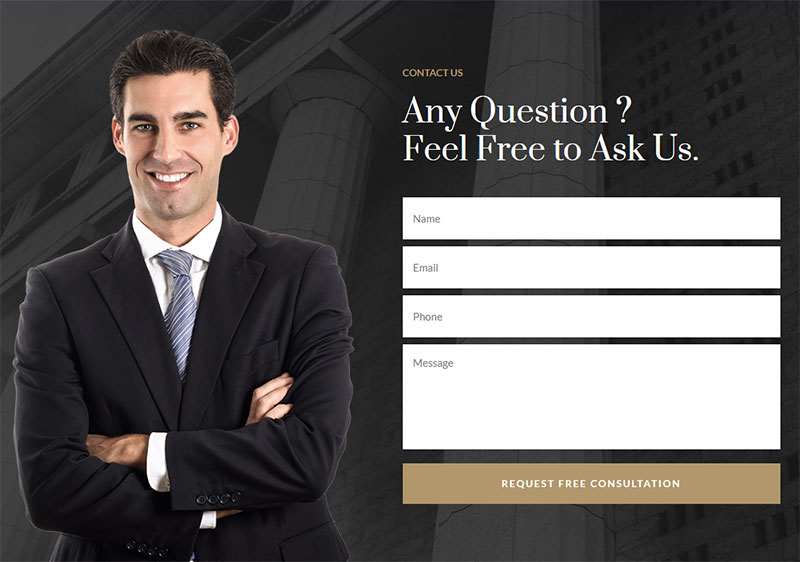 CONTACT US
Any Question ?
Feel Free to Ask Us.
Name
Email
Phone
Message
REQUEST FREE CONSULTATION